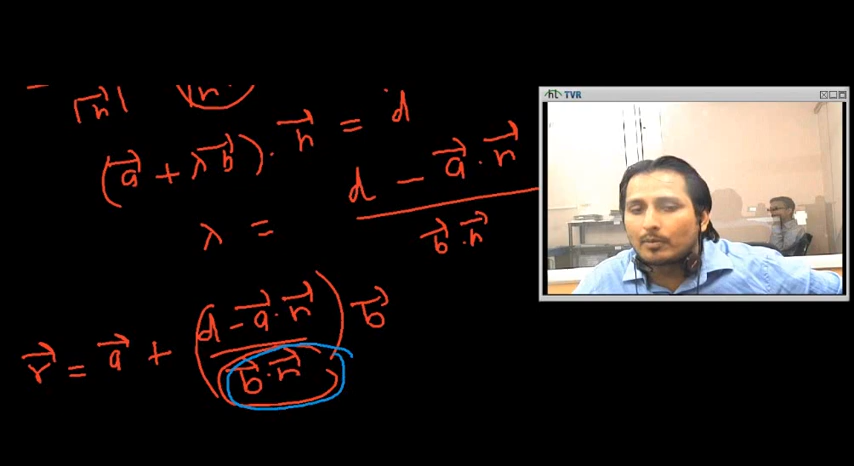 |n⃗| n⃗
(a⃗ + λb⃗) · n⃗ = d
λ = (d − a⃗ · n⃗) / (b⃗ · n⃗)
r⃗ = a⃗ + ((d − a⃗ · n⃗) / (b⃗ · n⃗)) b⃗
TVR